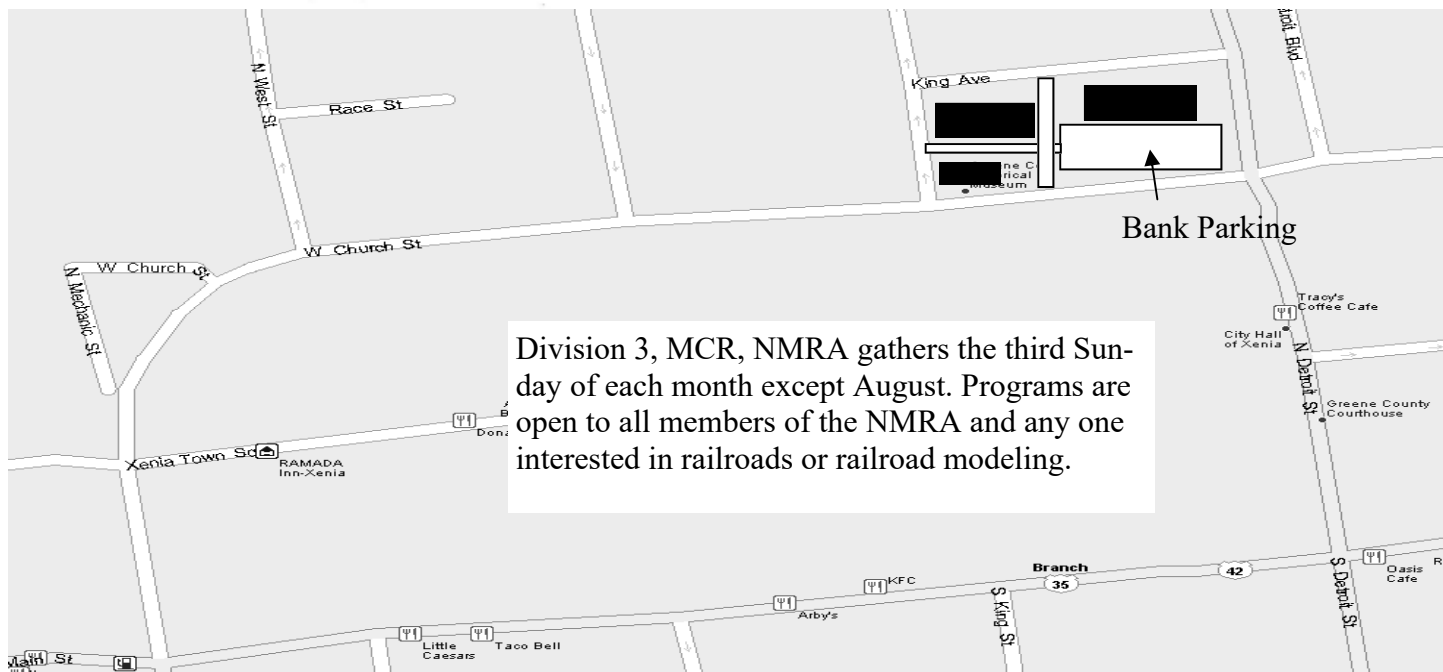 N West St
Race St
King Ave
Detroit Blvd
Museum
Bank Parking
W Church St
W Church St
N Mechanic St
Tracy's
Coffee Cafe
City Hall
of Xenia
N Detroit St
Greene County
Courthouse
Division 3, MCR, NMRA gathers the third Sun-
day of each month except August. Programs are
open to all members of the NMRA and any one
interested in railroads or railroad modeling.
Xenia Town Sq
RAMADA
Inn-Xenia
Branch
35
42
KFC
Arby's
S King St
S Detroit St
Oasis
Cafe
Little
Caesars
Taco Bell
Main St